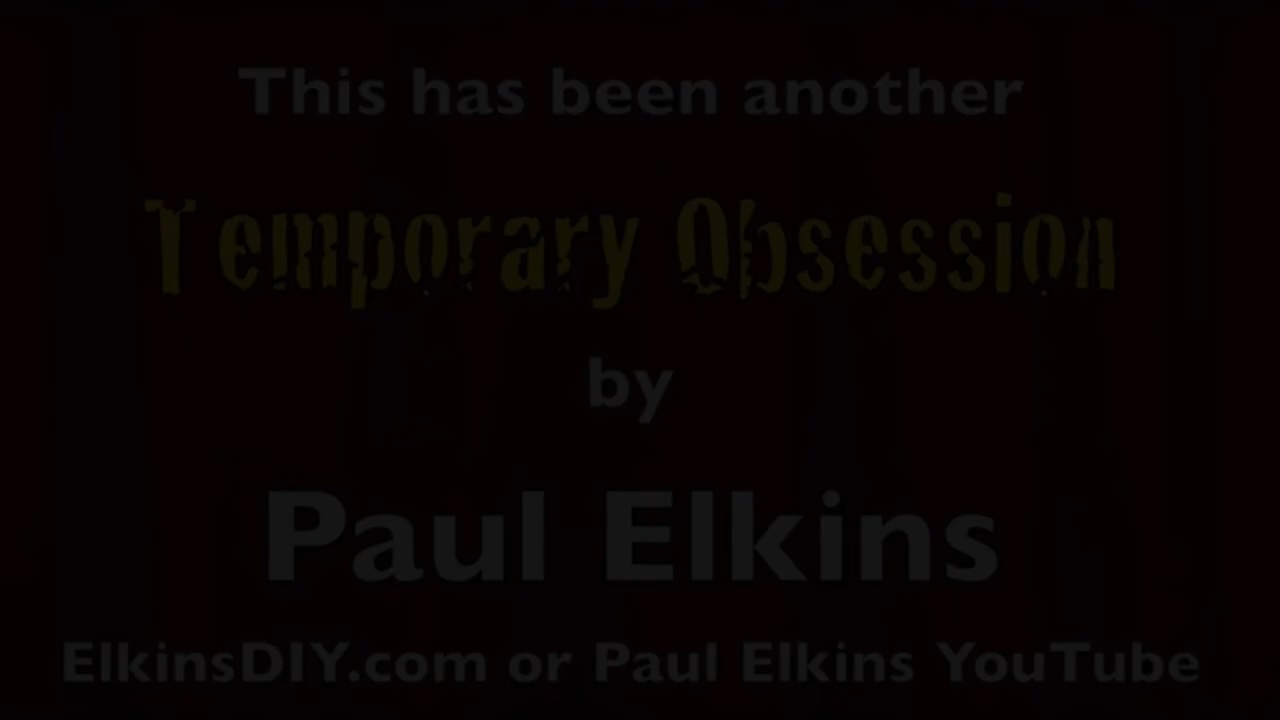 This has been another
Temporary Obsession
by
Paul Elkins
ElkinsDIY.com or Paul Elkins YouTube